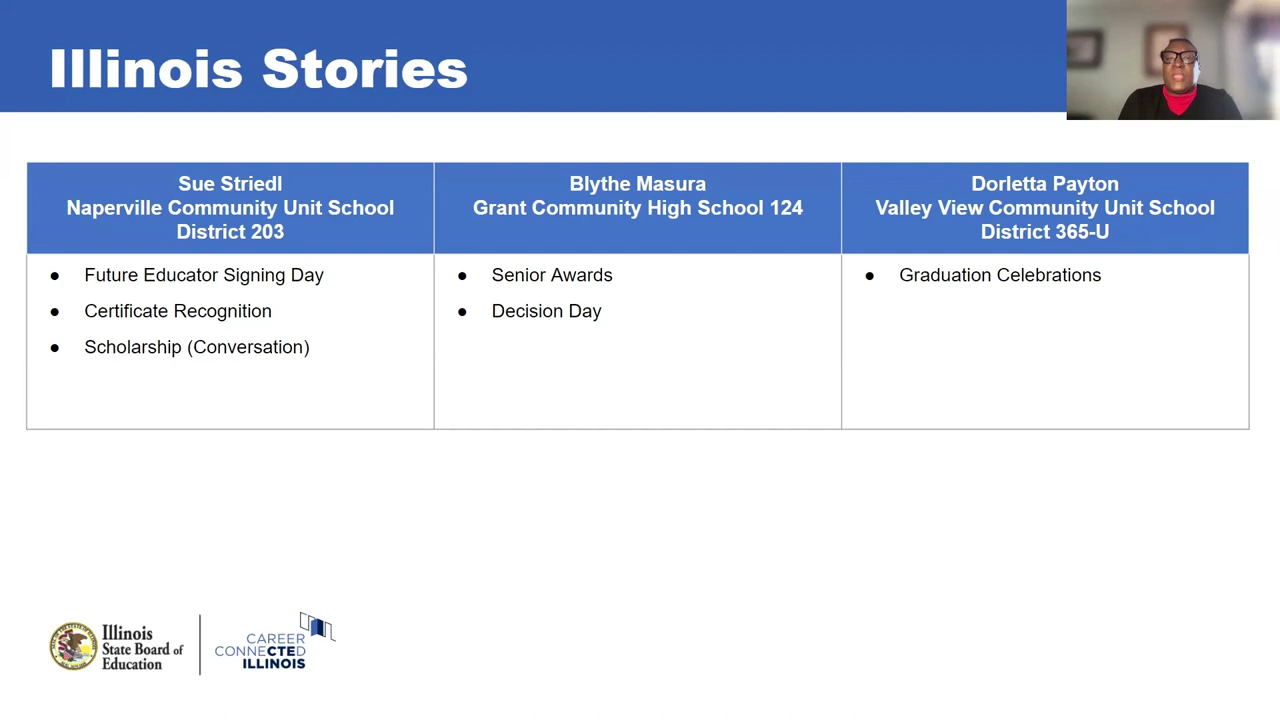 Illinois Stories
Sue Striedl
Naperville Community Unit School
District 203
Blythe Masura
Grant Community High School 124
Dorletta Payton
Valley View Community Unit School
District 365-U
● Future Educator Signing Day
● Certificate Recognition
● Scholarship (Conversation)
● Senior Awards
● Decision Day
● Graduation Celebrations
Illinois
State Board of
Education
CAREER
CONNECTED
ILLINOIS